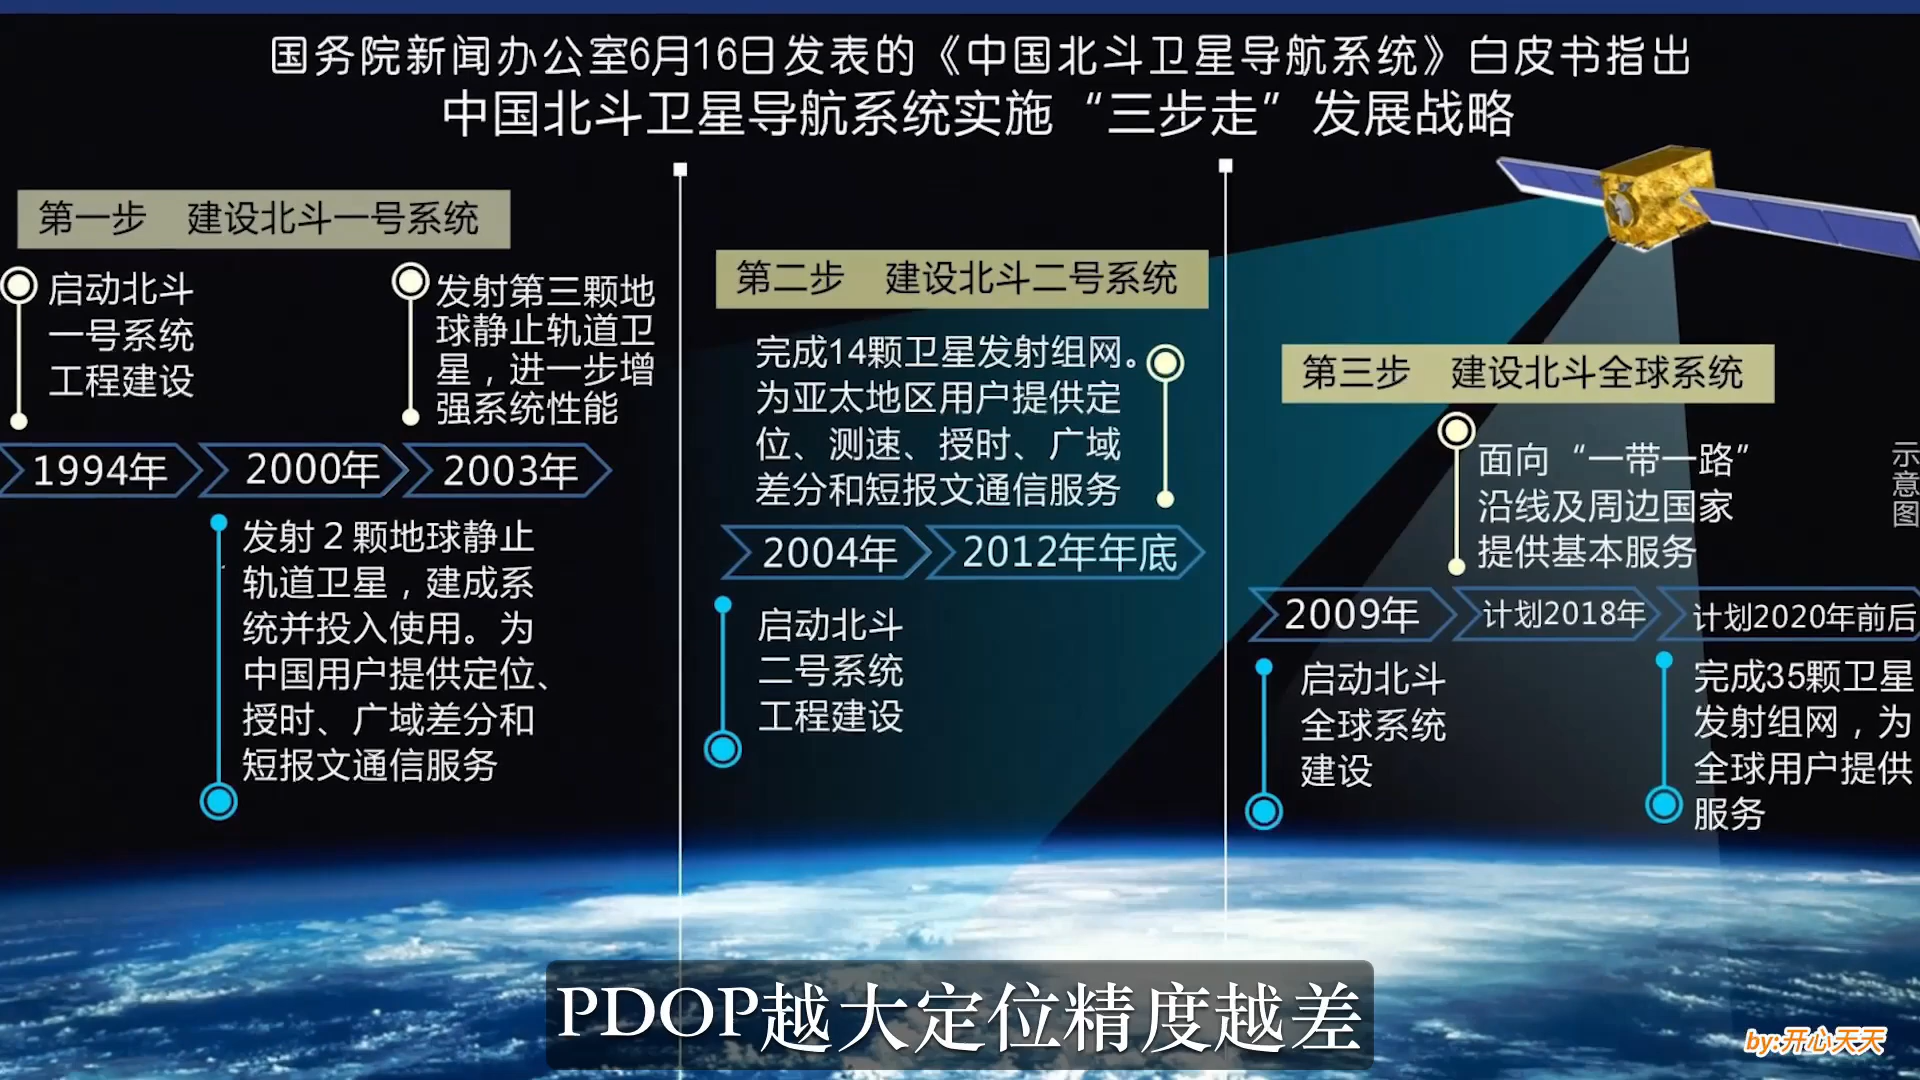 国务院新闻办公室6月16日发表的《中国北斗卫星导航系统》白皮书指出
中国北斗卫星导航系统实施“三步走”发展战略
第一步 建设北斗一号系统
启动北斗
一号系统
工程建设
发射第三颗地
球静止轨道卫
星，进一步增
强系统性能
1994年
2000年
2003年
发射2颗地球静止
轨道卫星，建成系
统并投入使用。为
中国用户提供定位、
授时、广域差分和
短报文通信服务
第二步 建设北斗二号系统
完成14颗卫星发射组网。
为亚太地区用户提供定
位、测速、授时、广域
差分和短报文通信服务
2004年
2012年年底
启动北斗
二号系统
工程建设
第三步 建设北斗全球系统
面向“一带一路”
沿线及周边国家
提供基本服务
示意图
2009年
计划2018年
计划2020年前后
启动北斗
全球系统
建设
完成35颗卫星
发射组网，为
全球用户提供
服务
PDOP越大定位精度越差
by:开心天天